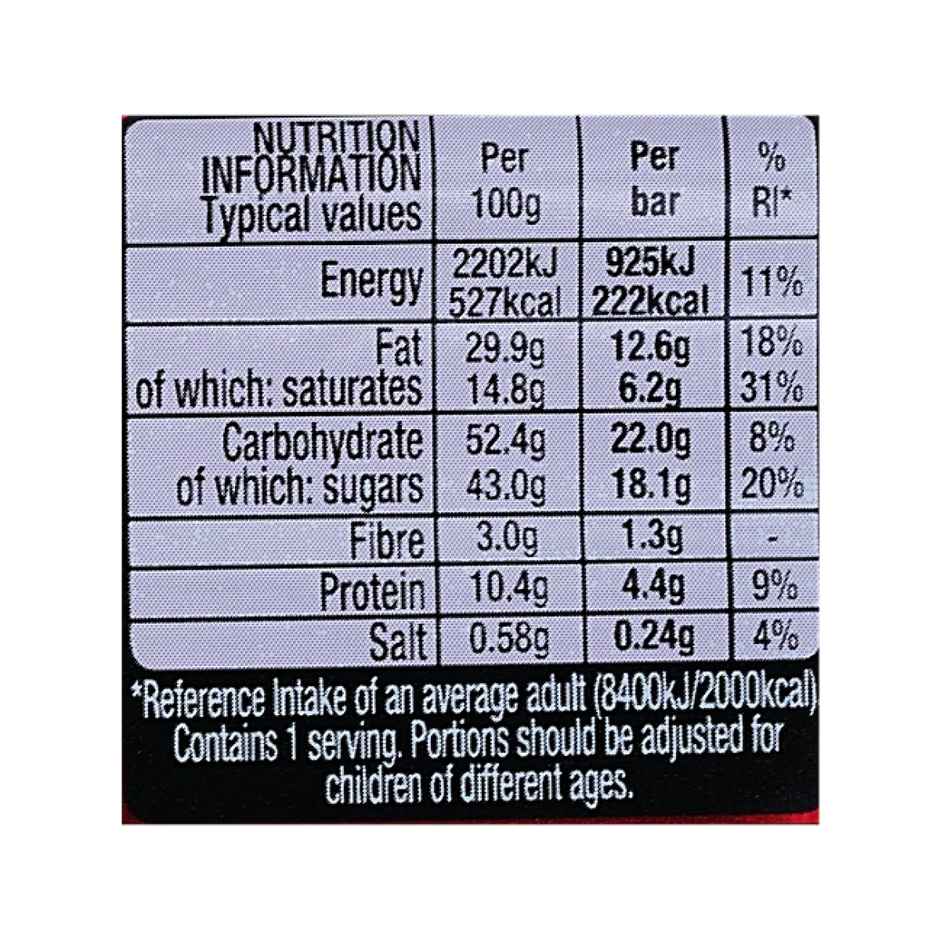 NUTRITION INFORMATION Typical values Per 100g Per bar % RI*
Energy 2202kJ 527kcal 925kJ 222kcal 11%
Fat 29.9g 12.6g 18%
of which: saturates 14.8g 6.2g 31%
Carbohydrate 52.4g 22.0g 8%
of which: sugars 43.0g 18.1g 20%
Fibre 3.0g 1.3g -
Protein 10.4g 4.4g 9%
Salt 0.58g 0.24g 4%
*Reference Intake of an average adult (8400kJ/2000kcal)
Contains 1 serving. Portions should be adjusted for
children of different ages.